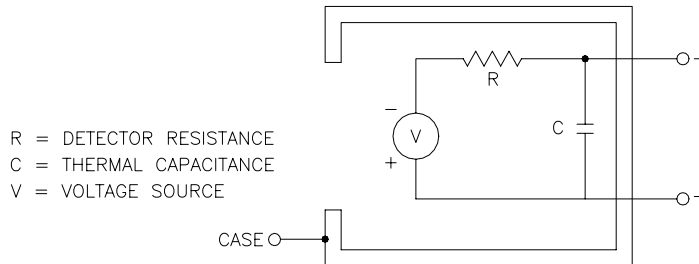 R
C
V
−
+
R = DETECTOR RESISTANCE
C = THERMAL CAPACITANCE
V = VOLTAGE SOURCE
CASE